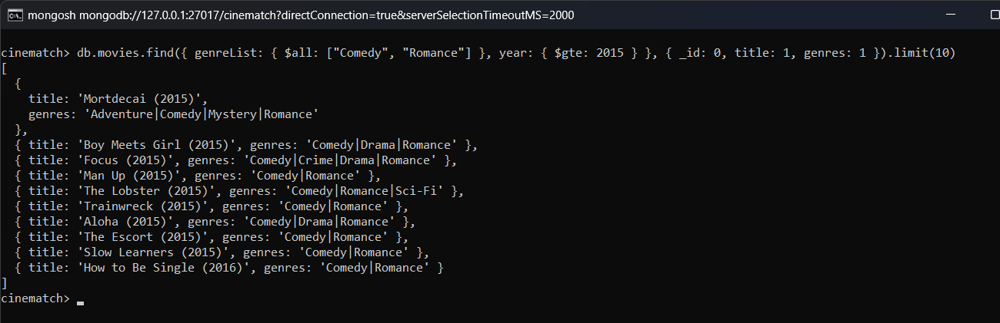 mongosh mongodb://127.0.0.1:27017/cinematch?directConnection=true&serverSelectionTimeoutMS=2000
cinematch> db.movies.find({ genreList: { $all: ["Comedy", "Romance"] }, year: { $gte: 2015 } }, { _id: 0, title: 1, genres: 1 }).limit(10)
[
  {
    title: 'Mortdecai (2015)',
    genres: 'Adventure|Comedy|Mystery|Romance'
  },
  { title: 'Boy Meets Girl (2015)', genres: 'Comedy|Drama|Romance' },
  { title: 'Focus (2015)', genres: 'Comedy|Crime|Drama|Romance' },
  { title: 'Man Up (2015)', genres: 'Comedy|Romance' },
  { title: 'The Lobster (2015)', genres: 'Comedy|Romance|Sci-Fi' },
  { title: 'Trainwreck (2015)', genres: 'Comedy|Romance' },
  { title: 'Aloha (2015)', genres: 'Comedy|Drama|Romance' },
  { title: 'The Escort (2015)', genres: 'Comedy|Romance' },
  { title: 'Slow Learners (2015)', genres: 'Comedy|Romance' },
  { title: 'How to Be Single (2016)', genres: 'Comedy|Romance' }
]
cinematch>